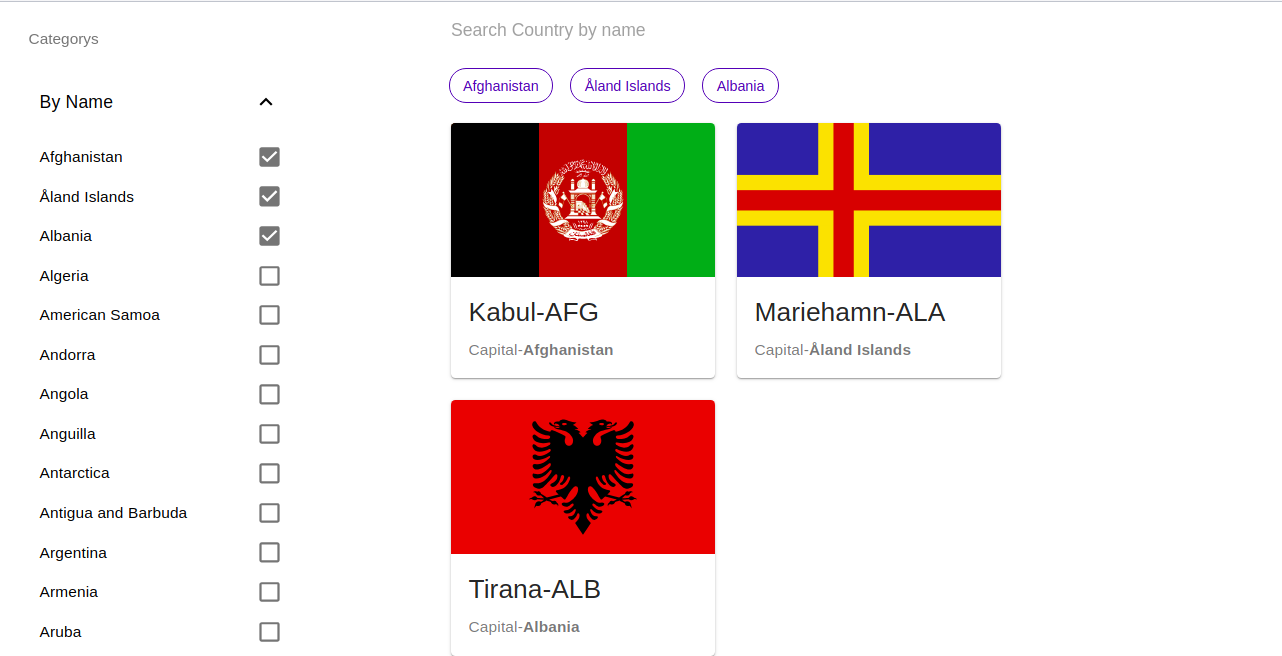 Categorys
By Name
Afghanistan
Åland Islands
Albania
Algeria
American Samoa
Andorra
Angola
Anguilla
Antarctica
Antigua and Barbuda
Argentina
Armenia
Aruba
Search Country by name
Afghanistan
Åland Islands
Albania
Kabul-AFG
Capital-Afghanistan
Mariehamn-ALA
Capital-Åland Islands
Tirana-ALB
Capital-Albania